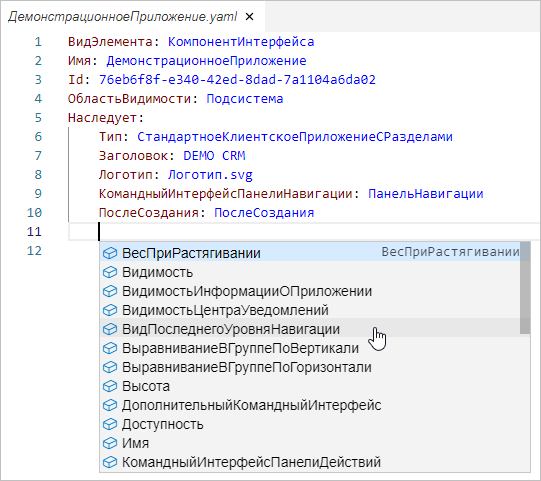 ДемонстрационноеПриложение.yaml ×
1 ВидЭлемента: КомпонентИнтерфейса
2 Имя: ДемонстрационноеПриложение
3 Id: 76eb6f8f-e340-42ed-8dad-7a1104a6da02
4 ОбластьВидимости: Подсистема
5 Наследует:
6 Тип: СтандартноеКлиентскоеПриложениеСРазделами
7 Заголовок: DEMO CRM
8 Логотип: Логотип.svg
9 КомандныйИнтерфейсПанелиНавигации: ПанельНавигации
10 ПослеСоздания: ПослеСоздания
11
12
ВесПриРастягивании ВесПриРастягивании
Видимость
ВидимостьИнформацииОПриложении
ВидимостьЦентраУведомлений
ВидПоследнегоУровняНавигации
ВыравниваниеВГруппеПоВертикали
ВыравниваниеВГруппеПоГоризонтали
Высота
ДополнительныйКомандныйИнтерфейс
Доступность
Имя
КомандныйИнтерфейсПанелиДействий